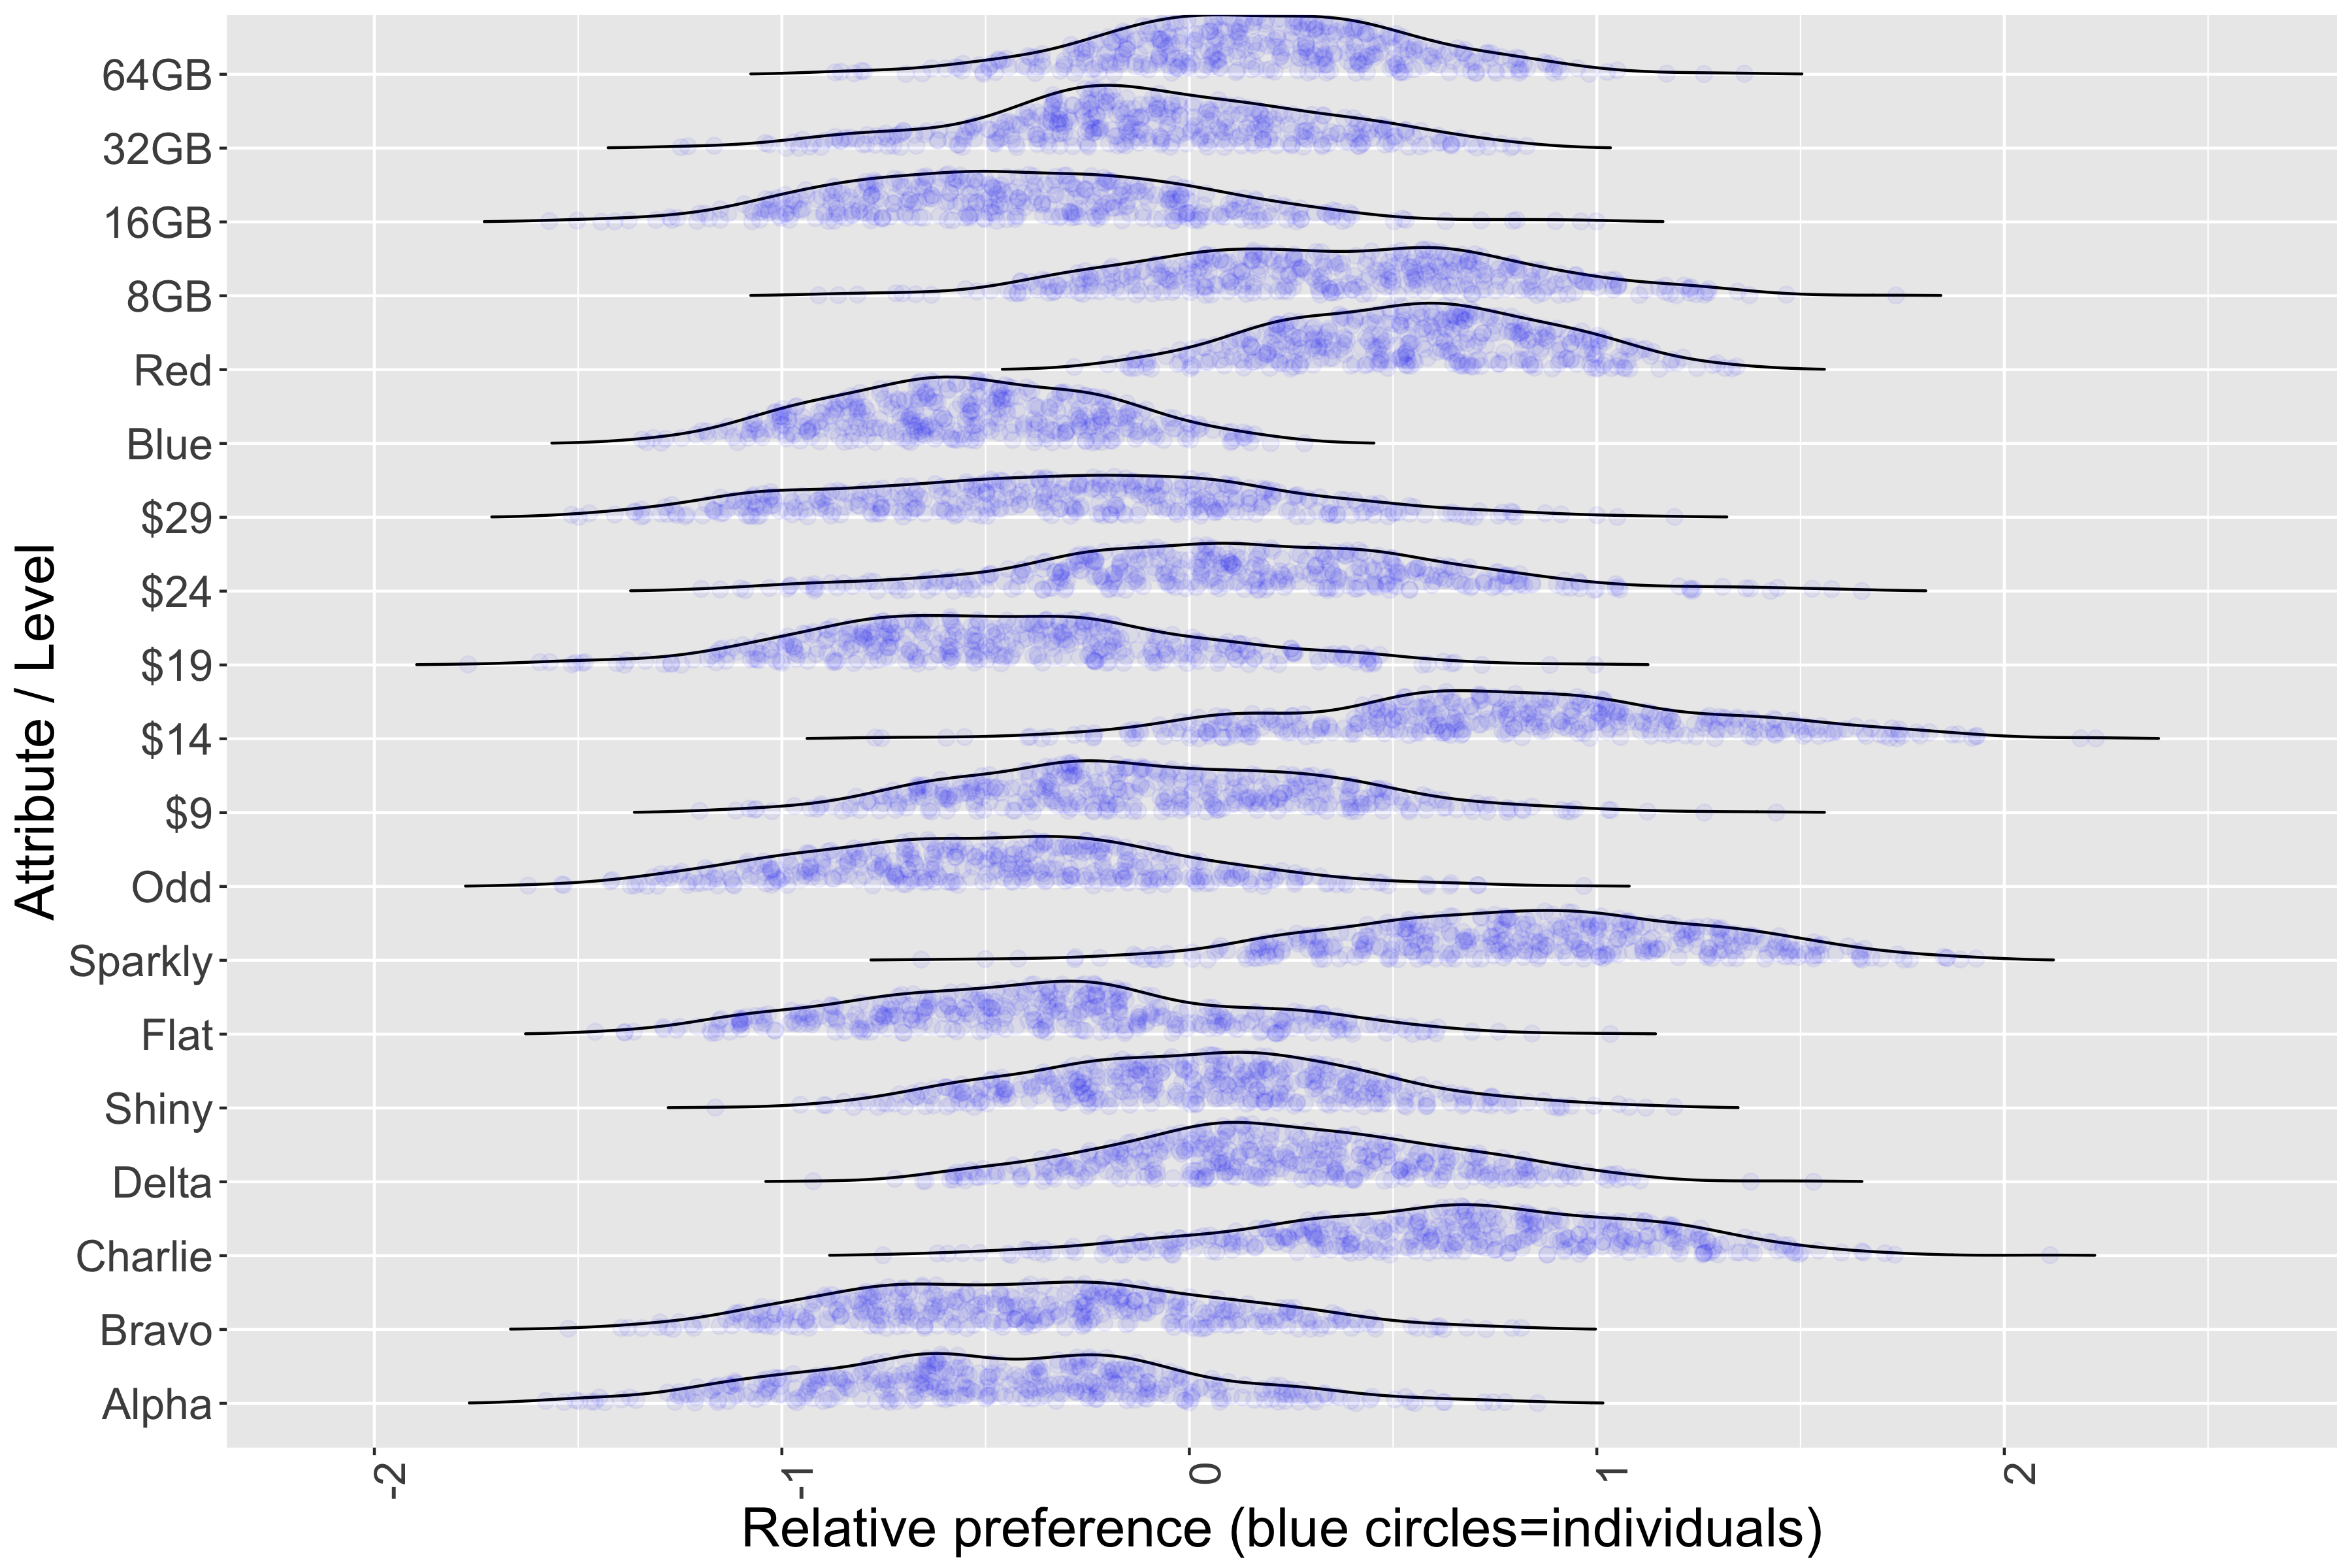 Attribute / Level
64GB
32GB
16GB
8GB
Red
Blue
$29
$24
$19
$14
$9
Odd
Sparkly
Flat
Shiny
Delta
Charlie
Bravo
Alpha
-2
-1
0
1
2
Relative preference (blue circles=individuals)